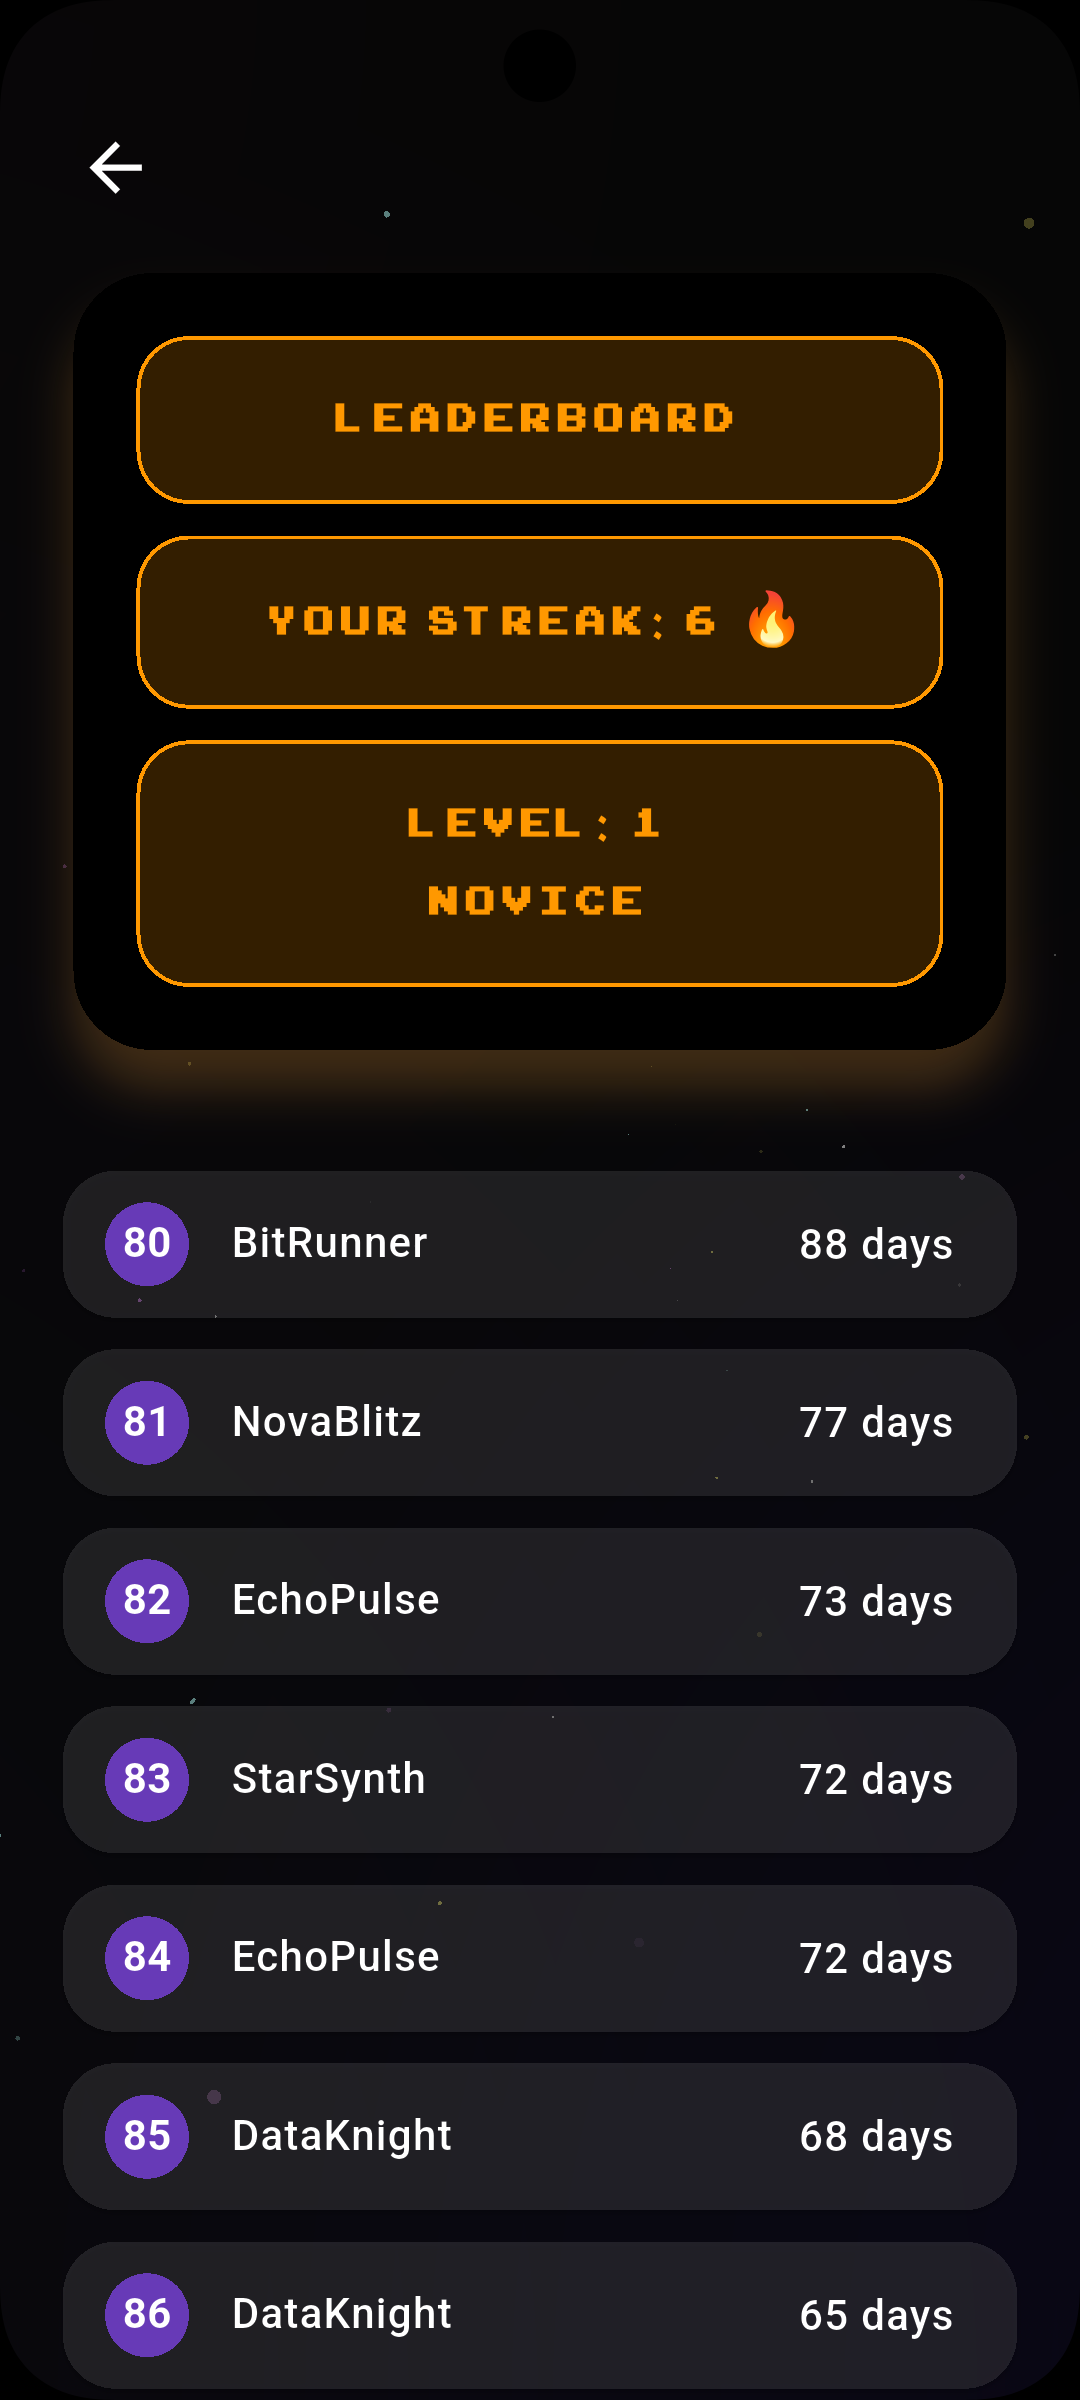 LEADERBOARD
YOUR STREAK: 6 🔥
LEVEL: 1
NOVICE
80 BitRunner 88 days
81 NovaBlitz 77 days
82 EchoPulse 73 days
83 StarSynth 72 days
84 EchoPulse 72 days
85 DataKnight 68 days
86 DataKnight 65 days